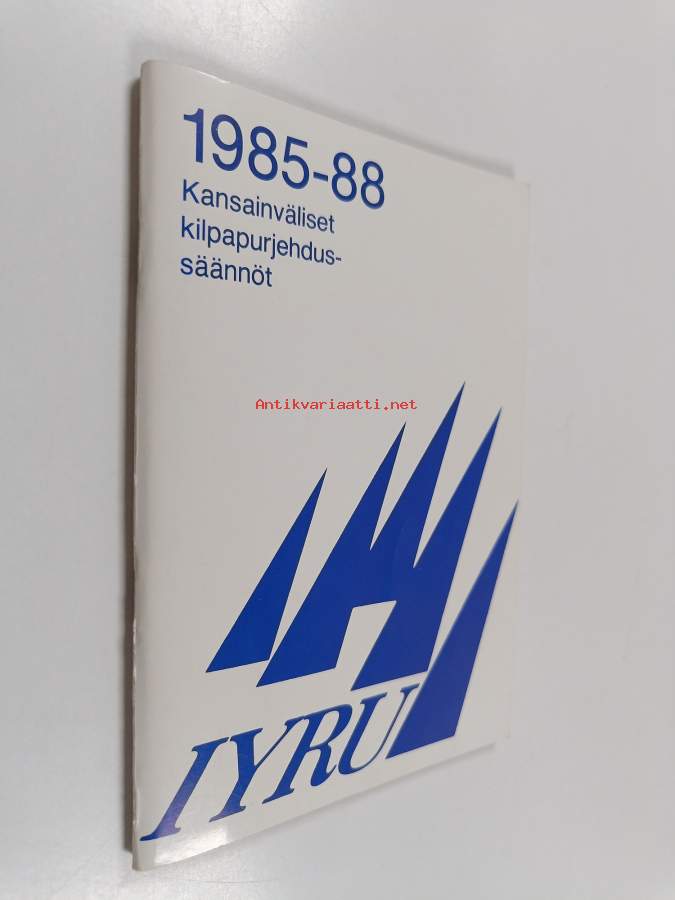 1985-88
Kansainväliset
kilpapurjehdus-
säännöt
Antikvariaatti.net
IYRU